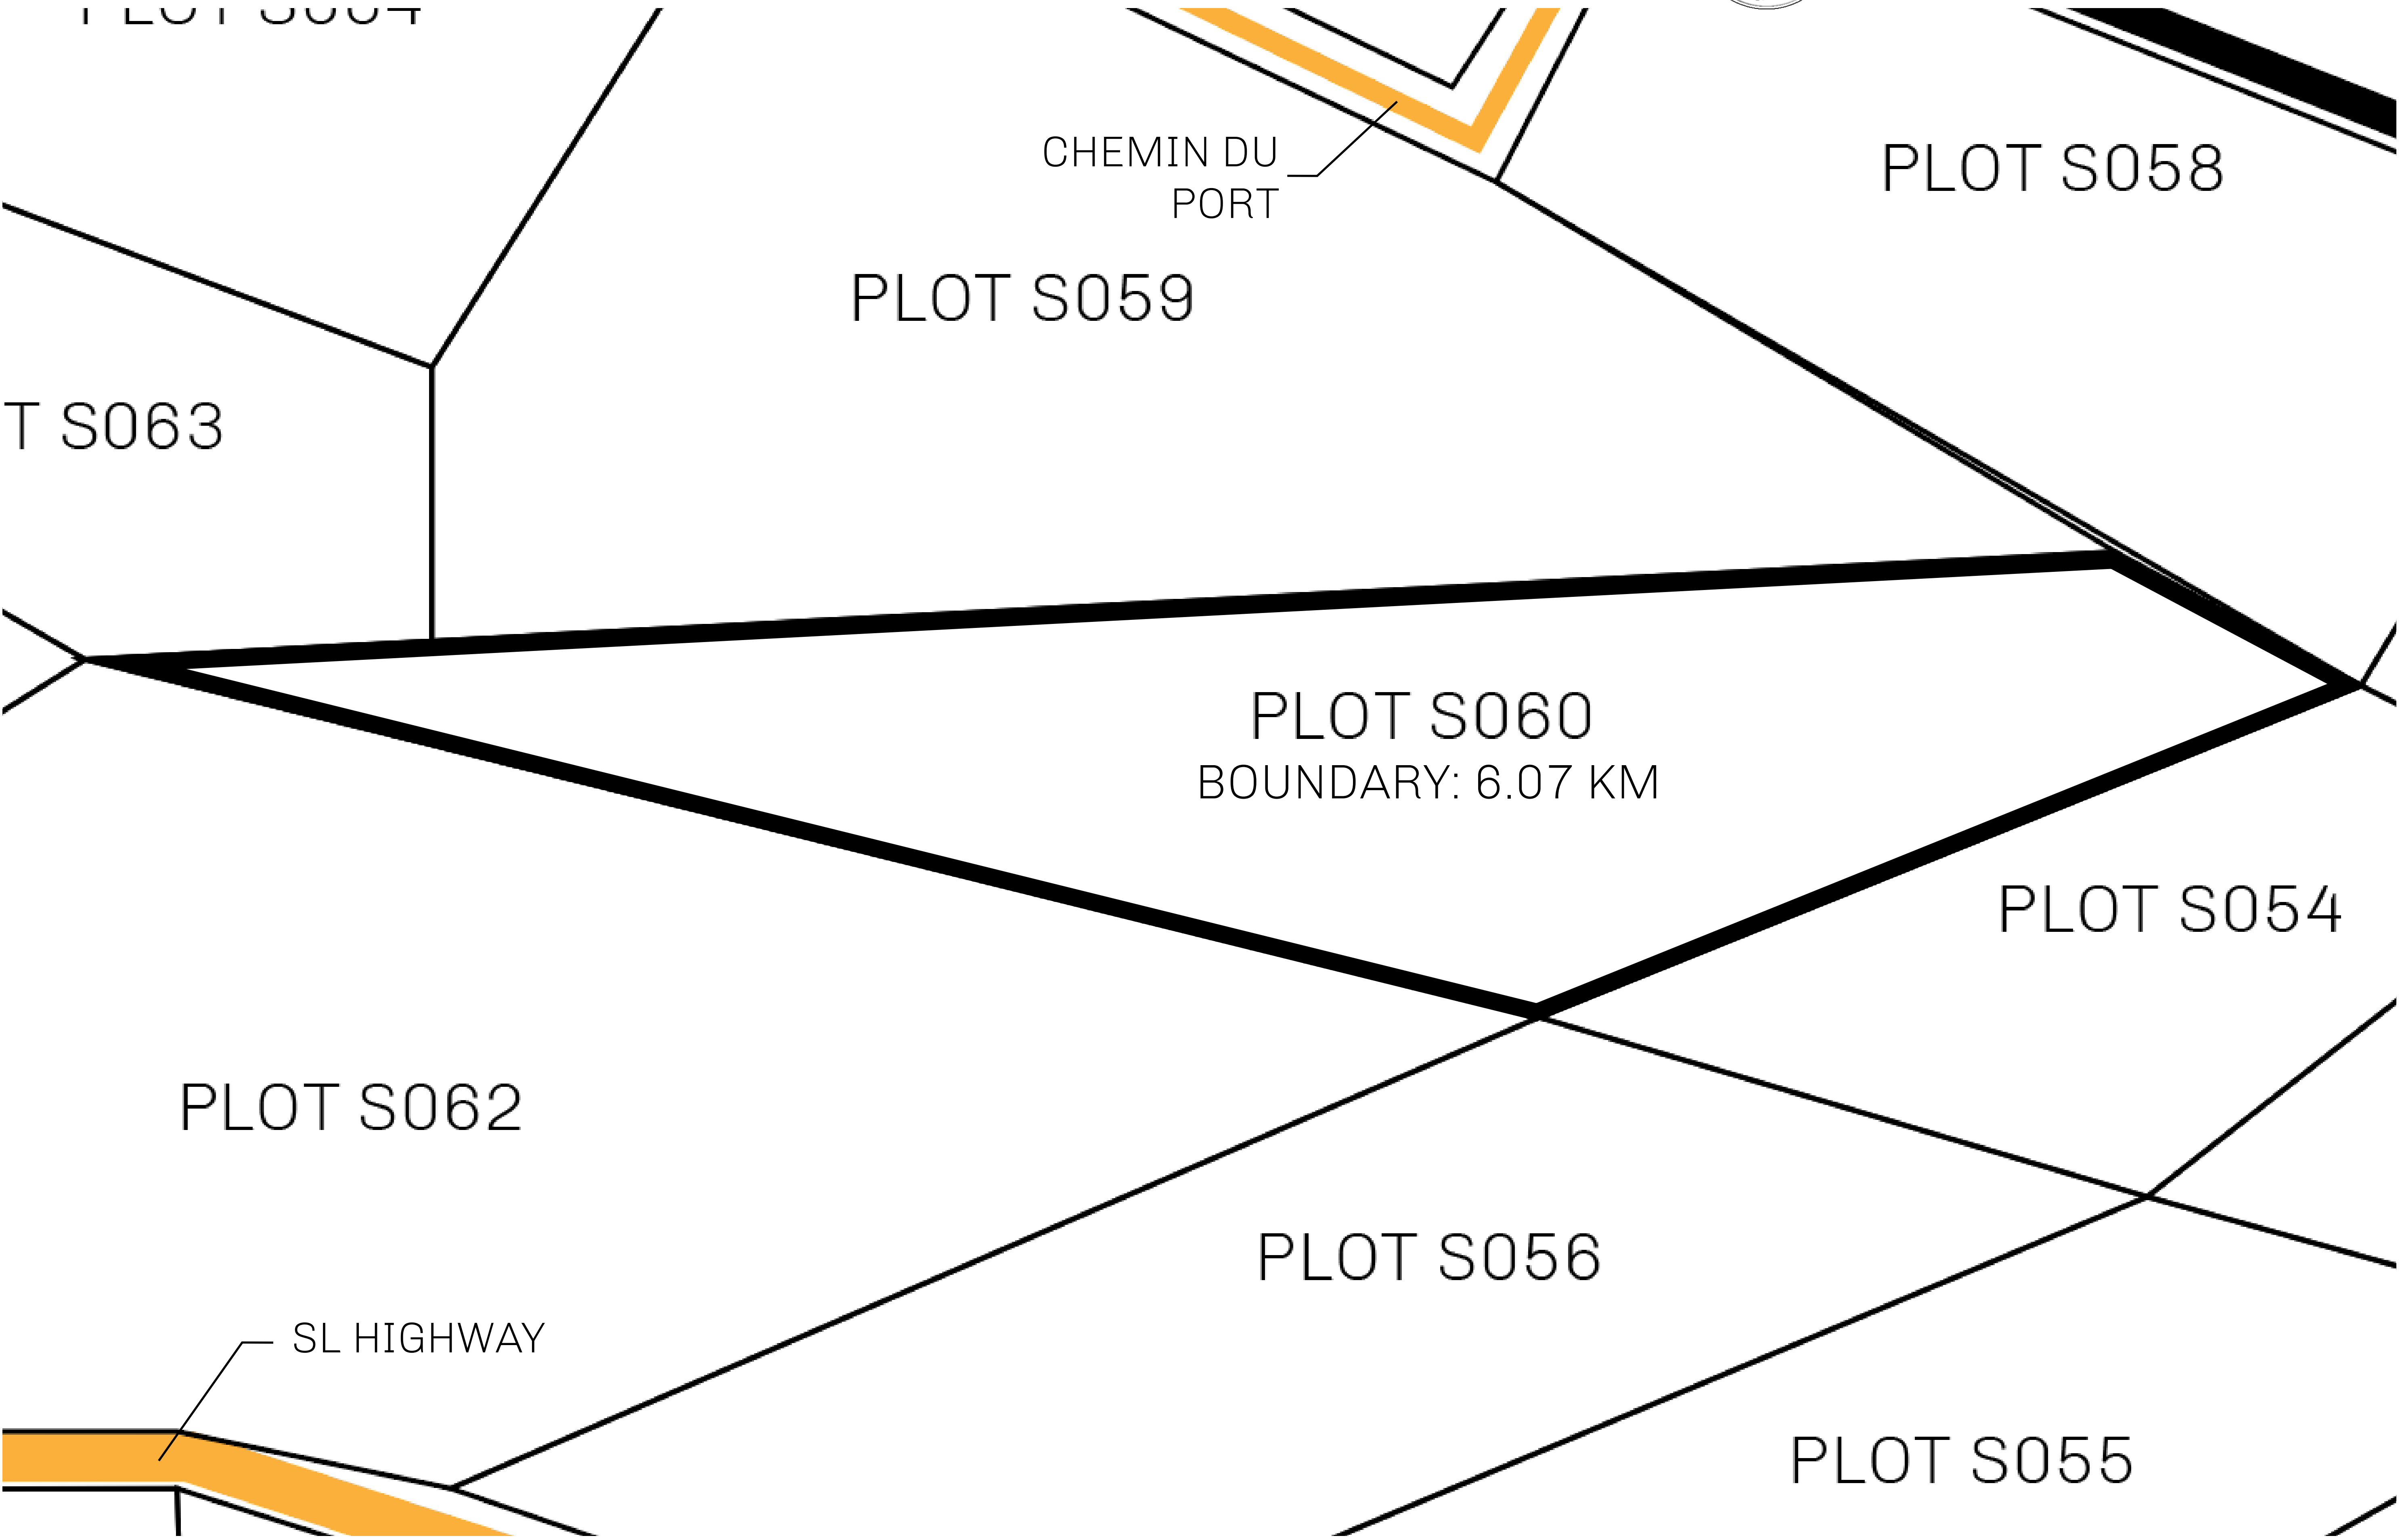 CHEMIN DU
PORT
PLOT S058
PLOT S059
T S063
PLOT S060
BOUNDARY: 6.07 KM
PLOT S054
PLOT S062
PLOT S056
SL HIGHWAY
PLOT S055